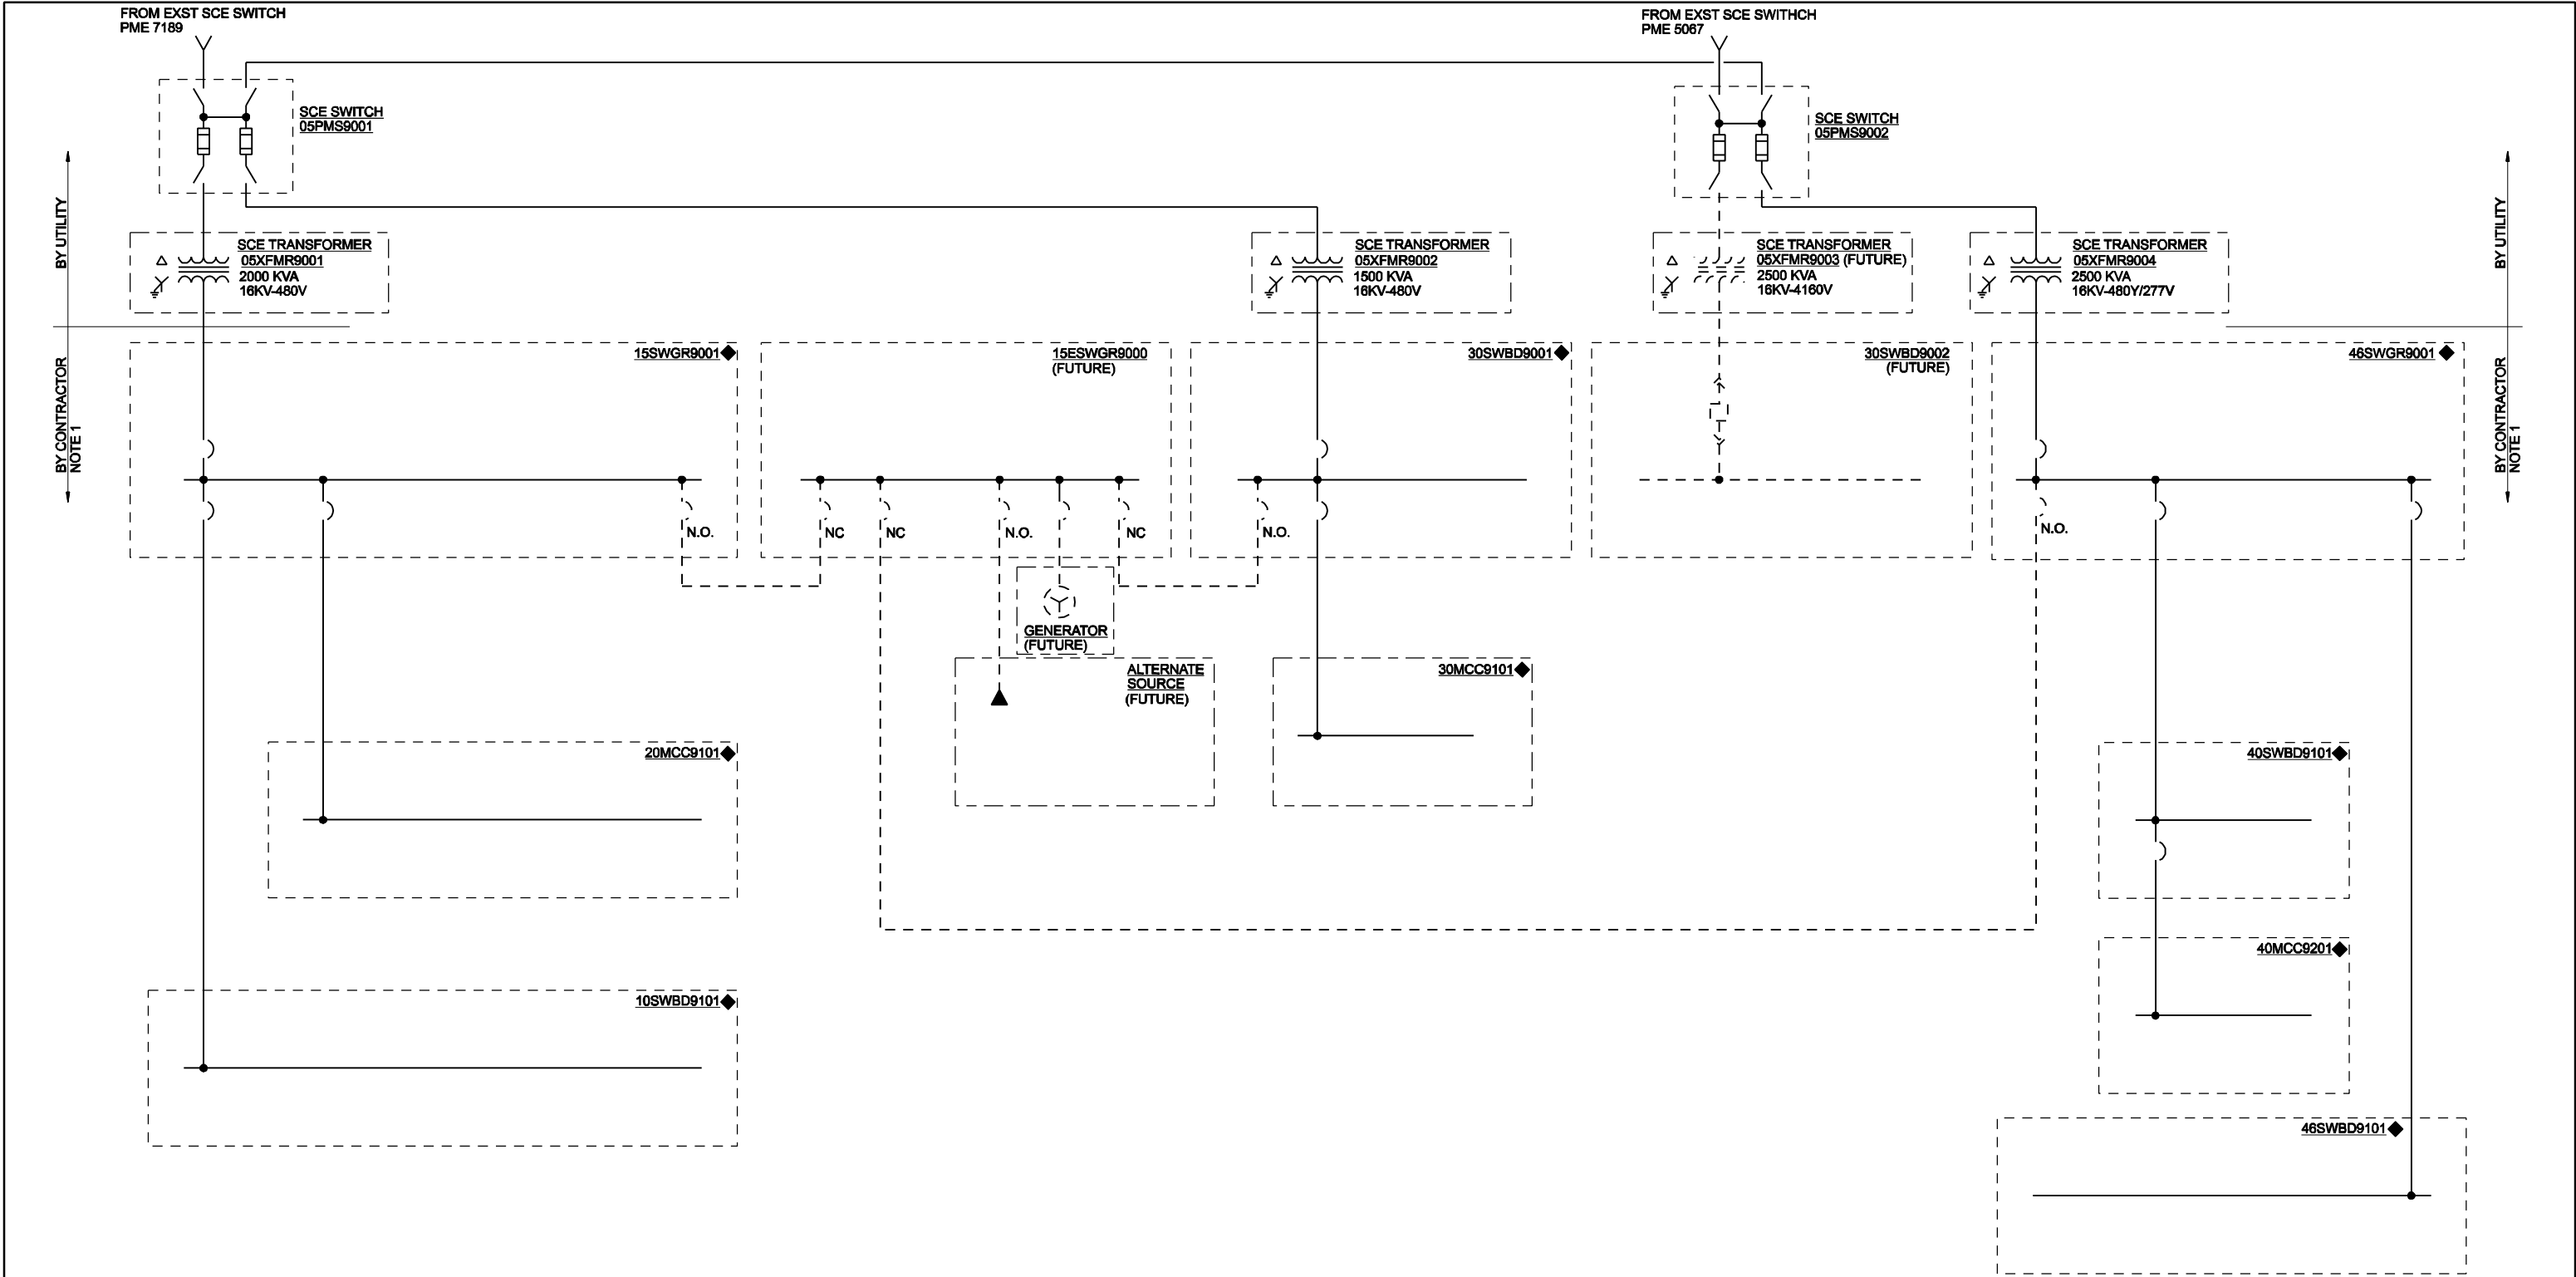 FROM EXST SCE SWITCH
PME 7189
FROM EXST SCE SWITHCH
PME 5067
SCE SWITCH
05PMS9001
SCE SWITCH
05PMS9002
BY UTILITY
BY UTILITY
SCE TRANSFORMER
05XFMR9001
2000 KVA
16KV-480V
SCE TRANSFORMER
05XFMR9002
1500 KVA
16KV-480V
SCE TRANSFORMER
05XFMR9003 (FUTURE)
2500 KVA
16KV-4160V
SCE TRANSFORMER
05XFMR9004
2500 KVA
16KV-480Y/277V
BY CONTRACTOR
NOTE 1
15SWGR9001
15ESWGR9000
(FUTURE)
30SWBD9001
30SWBD9002
(FUTURE)
46SWGR9001
BY CONTRACTOR
NOTE 1
N.O.
NC
NC
N.O.
NC
N.O.
N.O.
GENERATOR
(FUTURE)
ALTERNATE
SOURCE
(FUTURE)
30MCC9101
20MCC9101
40SWBD9101
40MCC9201
10SWBD9101
46SWBD9101